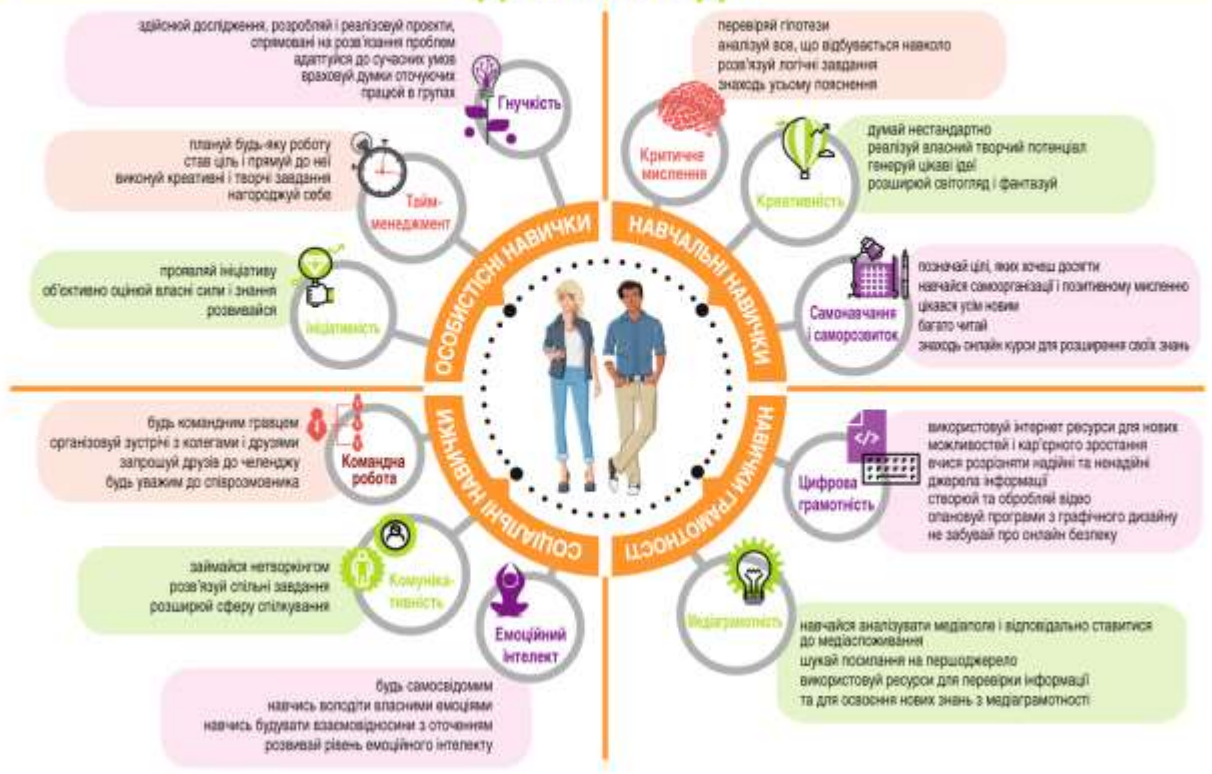 здійснюй дослідження, розробляй і реалізовуй проєкти,
спрямовані на розв'язання проблем
адаптуйся до сучасних умов
враховуй думки оточуючих
працюй в групах
Гнучкість
плануй будь-яку роботу
став ціль і прямуй до неї
виконуй креативні і творчі завдання
нагороджуй себе
Тайм-
менеджмент
проявляй ініціативу
об'єктивно оцінюй власні сили і знання
розвивайся
Ініціативність
ОСОБИСТІСНІ НАВИЧКИ
перевіряй гіпотези
аналізуй все, що відбувається навколо
розв'язуй логічні завдання
знаходь усьому пояснення
Критичне
мислення
думай нестандартно
реалізуй власний творчий потенціал
генеруй цікаві ідеї
розширюй світогляд і фантазуй
Креативність
позначай цілі, яких хочеш досягти
навчайся самоорганізації і позитивному мисленню
цікався усім новим
багато читай
знаходь онлайн курси для розширення своїх знань
Самонавчання
і саморозвиток
НАВЧАЛЬНІ НАВИЧКИ
будь командним гравцем
організовуй зустрічі з колегами і друзями
запрошуй друзів до челенджу
будь уважим до співрозмовника
Командна
робота
займайся нетворкінгом
розв'язуй спільні завдання
розширюй сферу спілкування
Комуніка-
тивність
Емоційний
інтелект
будь самосвідомим
навчись володіти власними емоціями
навчись будувати взаємовідносини з оточенням
розвивай рівень емоційного інтелекту
СОЦІАЛЬНІ НАВИЧКИ
використовуй інтернет ресурси для нових
можливостей і кар'єрного зростання
вчися розрізняти надійні та ненадійні
джерела інформації
створюй та обробляй відео
опановуй програми з графічного дизайну
не забувай про онлайн безпеку
Цифрова
грамотність
Медіаграмотність
навчайся аналізувати медіаполе і відповідально ставитися
до медіаспоживання
шукай посилання на першоджерело
використовуй ресурси для перевірки інформації
та для освоєння нових знань з медіаграмотності
НАВИЧКИ ГРАМОТНОСТІ